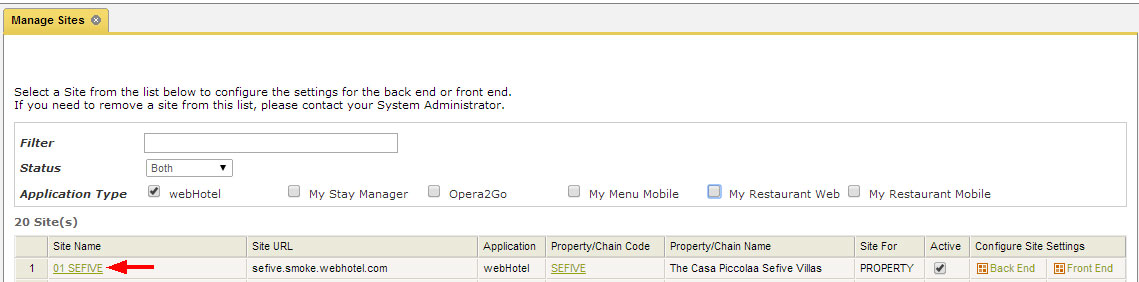 Manage Sites
Select a Site from the list below to configure the settings for the back end or front end.
If you need to remove a site from this list, please contact your System Administrator.
Filter
Status Both
Application Type webHotel My Stay Manager Opera2Go My Menu Mobile My Restaurant Web My Restaurant Mobile
20 Site(s)
Site Name Site URL Application Property/Chain Code Property/Chain Name Site For Active Configure Site Settings
1 01 SEFIVE sefive.smoke.webhotel.com webHotel SEFIVE The Casa Piccolaa Sefive Villas PROPERTY Back End Front End